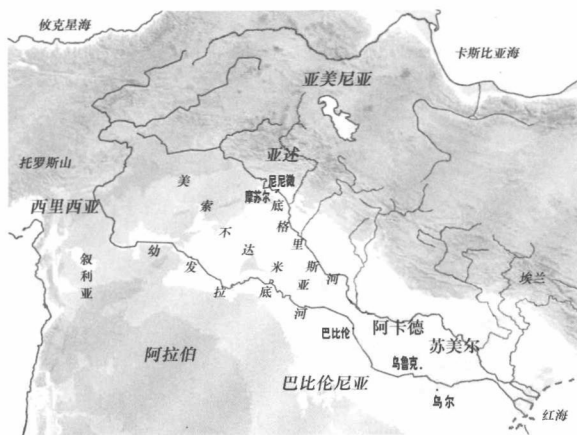 攸克星海
卡斯比亚海
亚美尼亚
托罗斯山
亚述
尼尼微
摩苏尔
西里西亚
美索不达米亚
底格里斯河
叙利亚
幼发拉底河
埃兰
阿卡德
巴比伦
苏美尔
阿拉伯
乌鲁克
巴比伦尼亚
乌尔
红海